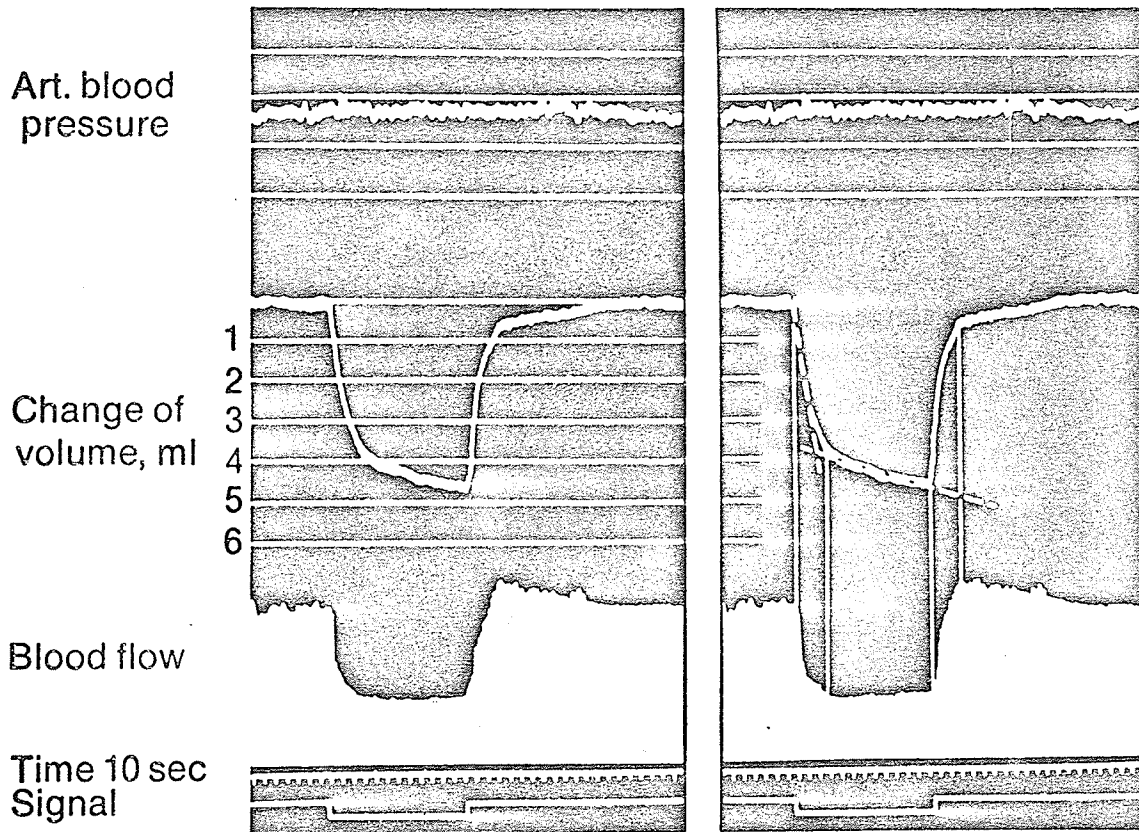 Art. blood
pressure
1
2
3
4
5
6
Change of
volume, ml
Blood flow
Time 10 sec
Signal